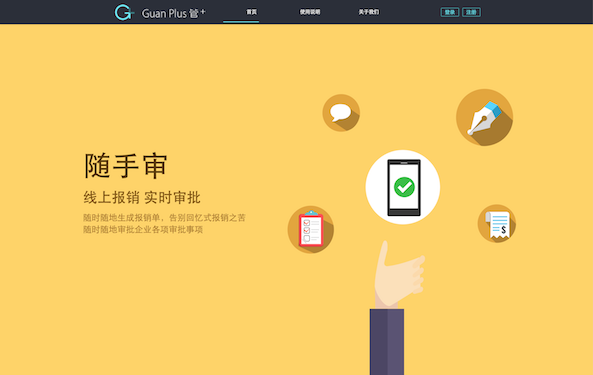 Guan Plus 管+
首页
使用说明
关于我们
登录
注册
随手审
线上报销 实时审批
随时随地生成报销单，告别回忆式报销之苦
随时随地审批企业各项审批事项
$